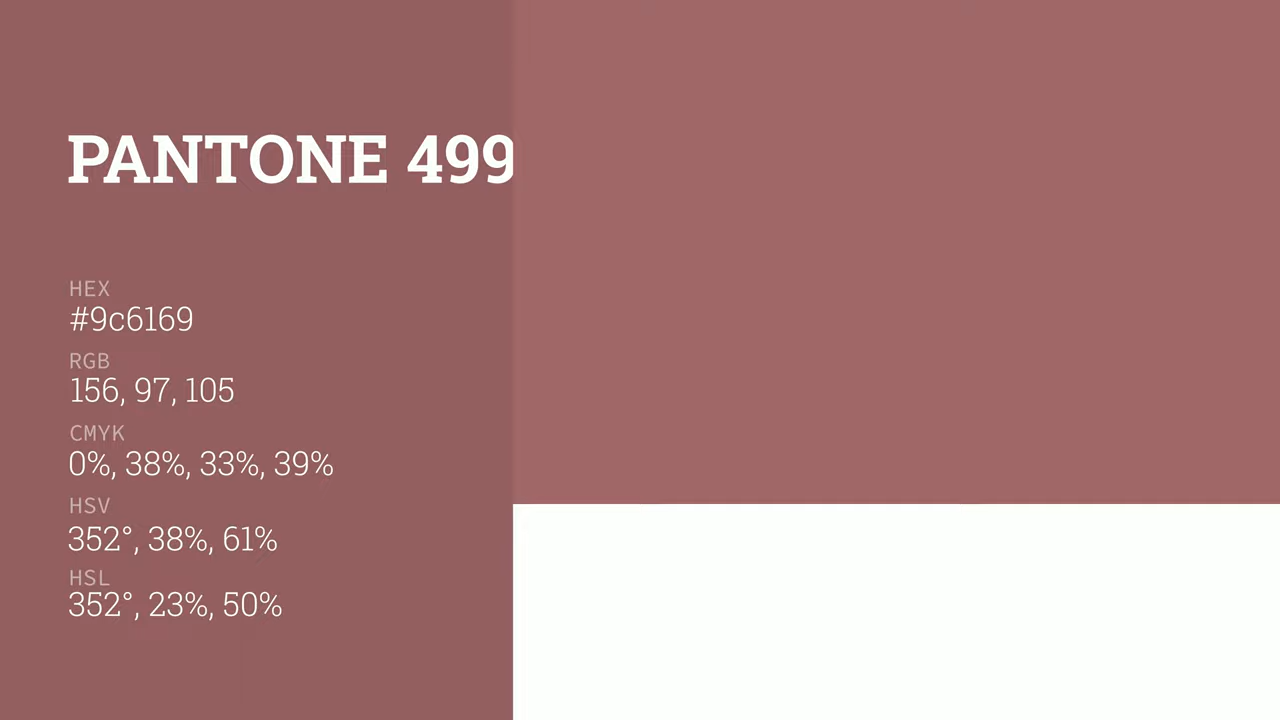 PANTONE 499
HEX
#9c6169
RGB
156, 97, 105
CMYK
0%, 38%, 33%, 39%
HSV
352°, 38%, 61%
HSL
352°, 23%, 50%